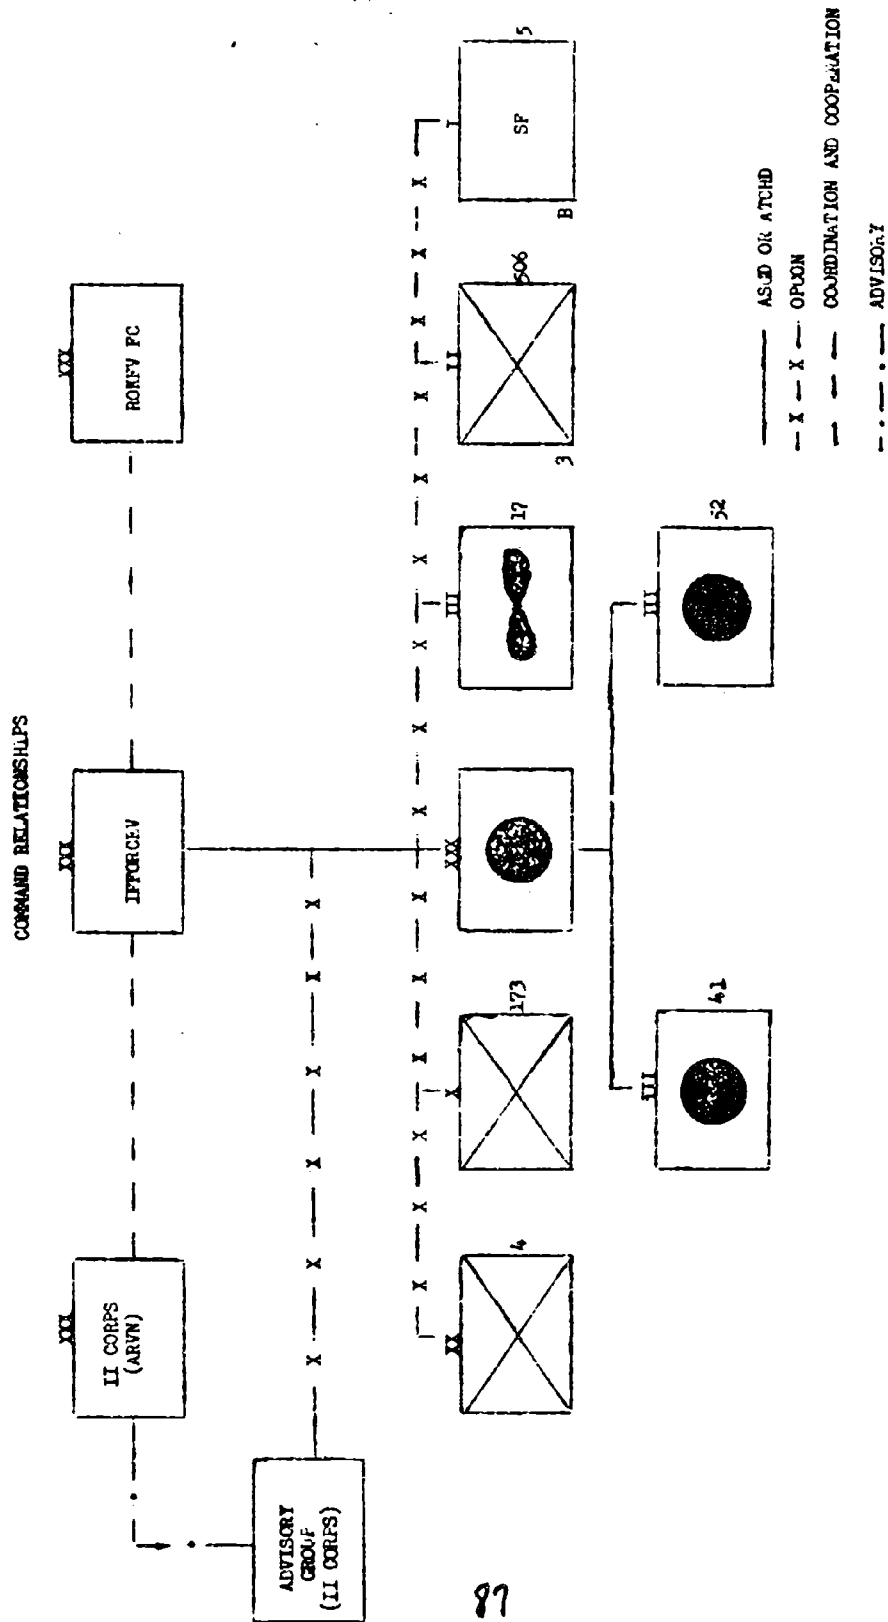 COMMAND RELATIONSHIPS
XXX
II CORPS
(ARVN)
XXX
IFFORCEV
XXX
ROKFV FC
ADVISORY
GROUP
(II CORPS)
X X X X X X
X X X X X X X X X X X X X X
XX
4
X
173
XXX
III
17
II
3
506
I
B
SF
5
III
41
III
52
ASGD OR ATCHD
X X OPCON
COORDINATION AND COOPERATION
ADVISORY
87